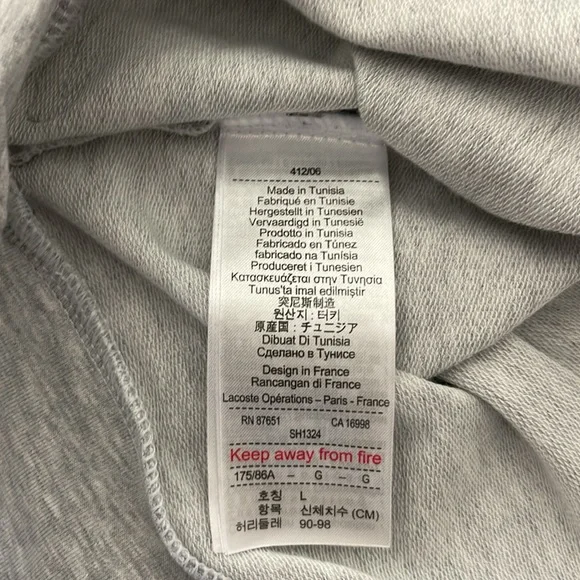 412/06
Made in Tunisia
Fabriqué en Tunisie
Hergestellt in Tunesien
Vervaardigd in Tunesië
Prodotto in Tunisia
Fabricado en Túnez
fabricado na Tunísia
Produceret i Tunesien
Κατασκευάζεται στην Τυνησία
Tunus'ta imal edilmiştir
突尼斯制造
원산지 : 터키
原産国 : チュニジア
Dibuat Di Tunisia
Сделано в Тунисе
Design in France
Rancangan di France
Lacoste Opérations – Paris - France
RN 87651 CA 16998
SH1324
Keep away from fire
175/86A – G – G
호칭 L
항목 신체치수 (CM)
허리둘레 90-98